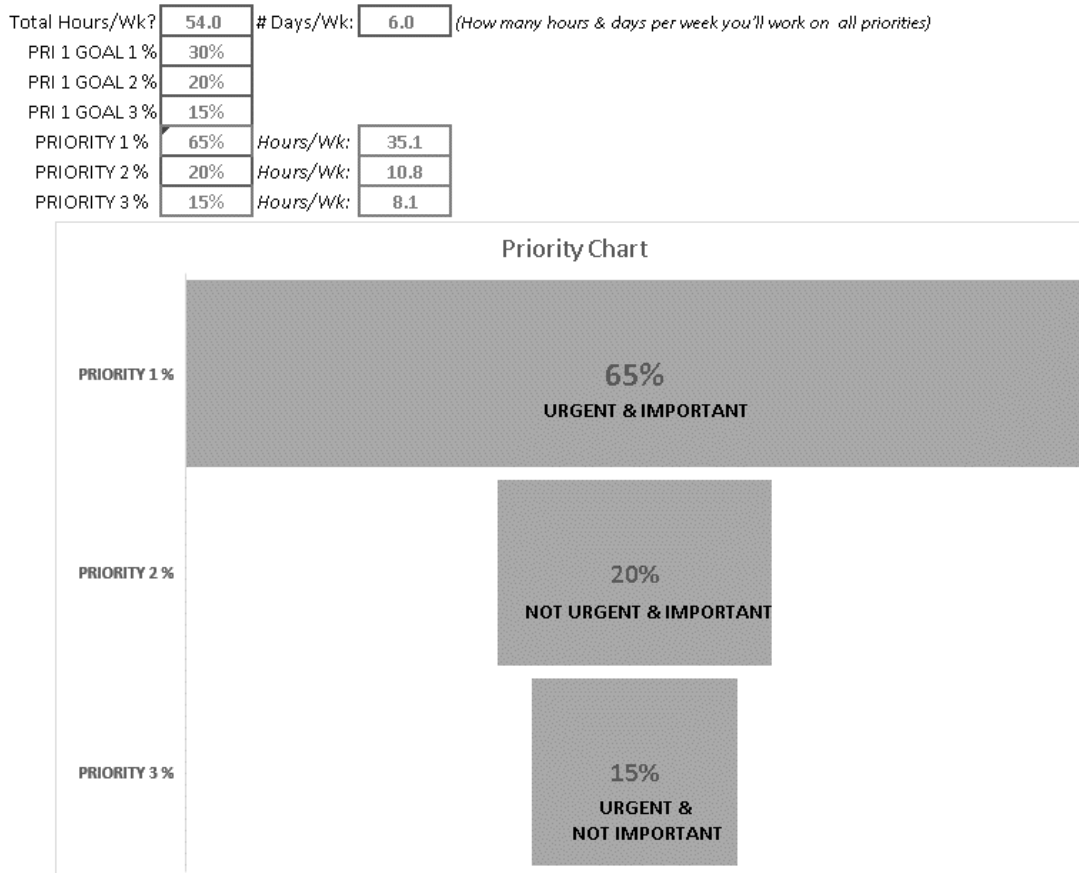 Total Hours/Wk? 54.0 # Days/Wk: 6.0 (How many hours & days per week you'll work on all priorities)
PRI 1 GOAL 1 % 30%
PRI 1 GOAL 2 % 20%
PRI 1 GOAL 3 % 15%
PRIORITY 1 % 65% Hours/Wk: 35.1
PRIORITY 2 % 20% Hours/Wk: 10.8
PRIORITY 3 % 15% Hours/Wk: 8.1
Priority Chart
PRIORITY 1 % 65%
URGENT & IMPORTANT
PRIORITY 2 % 20%
NOT URGENT & IMPORTANT
PRIORITY 3 % 15%
URGENT &
NOT IMPORTANT